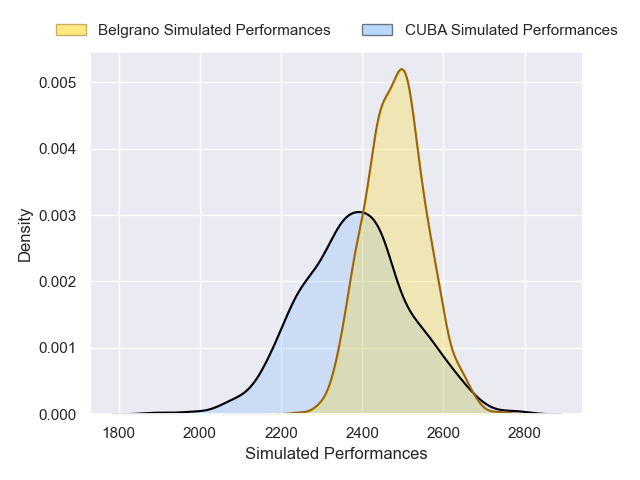 Belgrano Simulated Performances CUBA Simulated Performances
0.005
0.004
0.003
0.002
0.001
0.000
Density
1800 2000 2200 2400 2600 2800
Simulated Performances